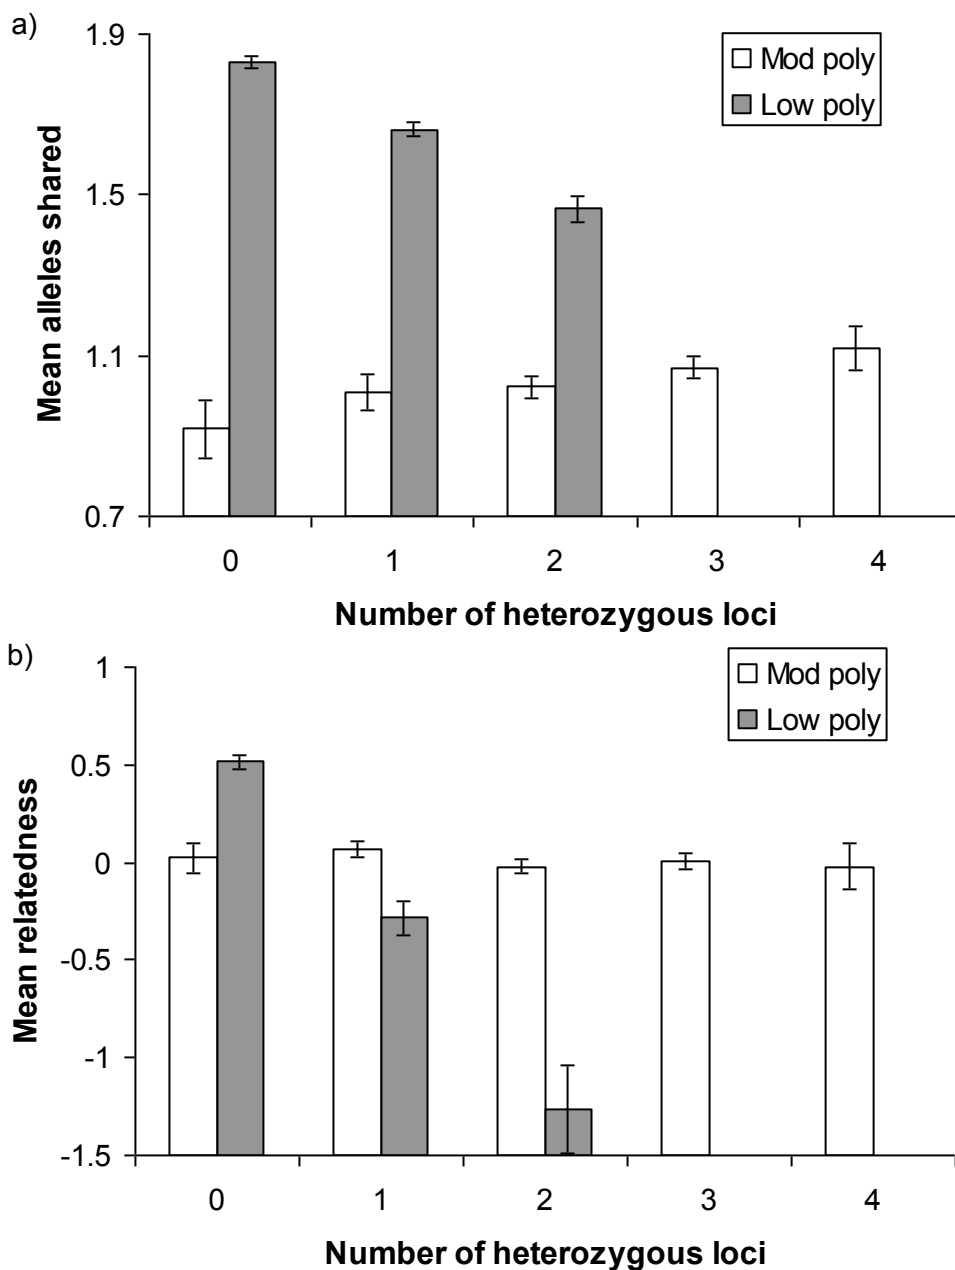 a)
Mean alleles shared
1.9
1.5
1.1
0.7
Mod poly
Low poly
0 1 2 3 4
Number of heterozygous loci
b)
Mean relatedness
1
0.5
0
-0.5
-1
-1.5
Mod poly
Low poly
0 1 2 3 4
Number of heterozygous loci